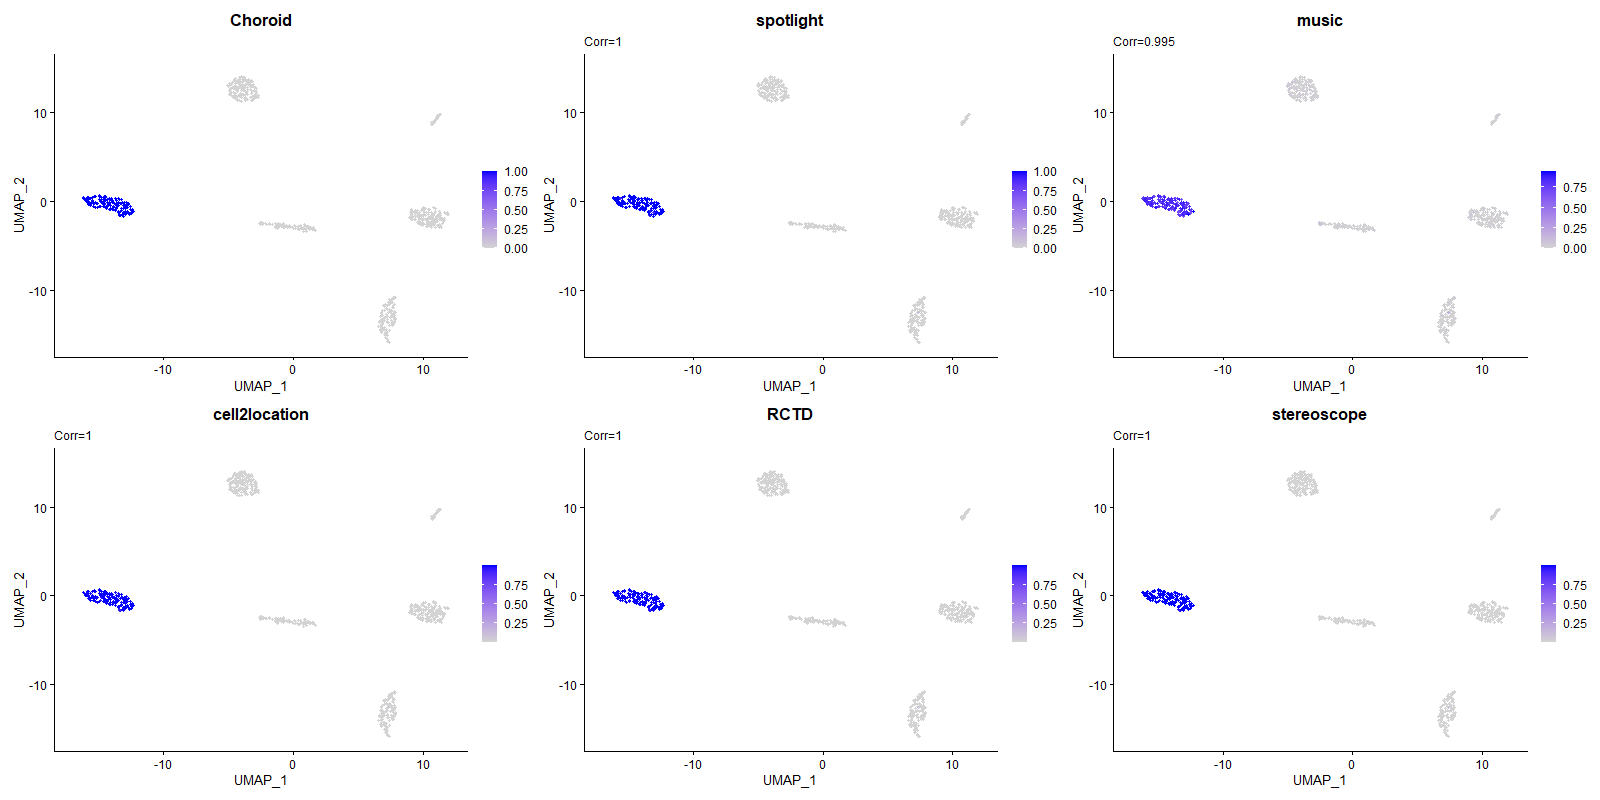 Choroid
10
0
-10
UMAP_2
-10
0
10
UMAP_1
1.00
0.75
0.50
0.25
0.00
spotlight
Corr=1
10
0
-10
UMAP_2
-10
0
10
UMAP_1
1.00
0.75
0.50
0.25
0.00
music
Corr=0.995
10
0
-10
UMAP_2
-10
0
10
UMAP_1
0.75
0.50
0.25
0.00
cell2location
Corr=1
10
0
-10
UMAP_2
-10
0
10
UMAP_1
0.75
0.50
0.25
RCTD
Corr=1
10
0
-10
UMAP_2
-10
0
10
UMAP_1
0.75
0.50
0.25
stereoscope
Corr=1
10
0
-10
UMAP_2
-10
0
10
UMAP_1
0.75
0.50
0.25